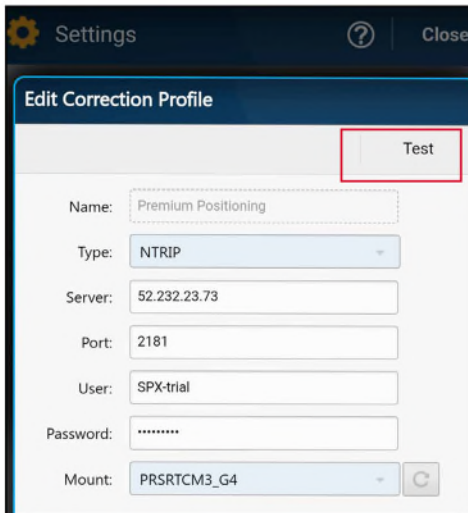 Settings
Close
Edit Correction Profile
Test
Name: Premium Positioning
Type: NTRIP
Server: 52.232.23.73
Port: 2181
User: SPX-trial
Password: •••••••••
Mount: PRSRTCM3_G4